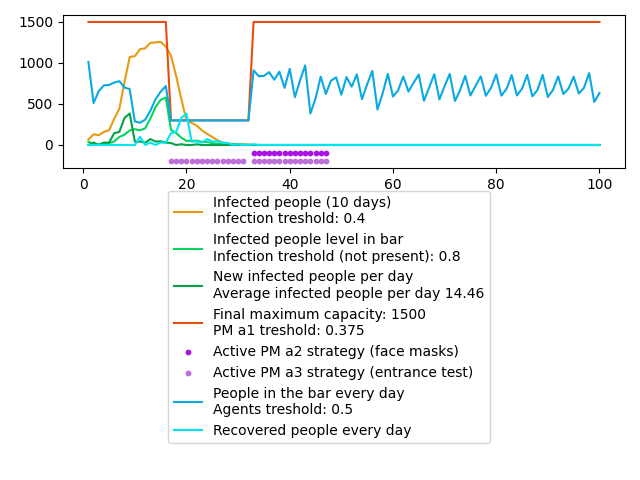 1500
1000
500
0
0
20
40
60
80
100
Infected people (10 days)
Infection treshold: 0.4
Infected people level in bar
Infection treshold (not present): 0.8
New infected people per day
Average infected people per day 14.46
Final maximum capacity: 1500
PM a1 treshold: 0.375
Active PM a2 strategy (face masks)
Active PM a3 strategy (entrance test)
People in the bar every day
Agents treshold: 0.5
Recovered people every day